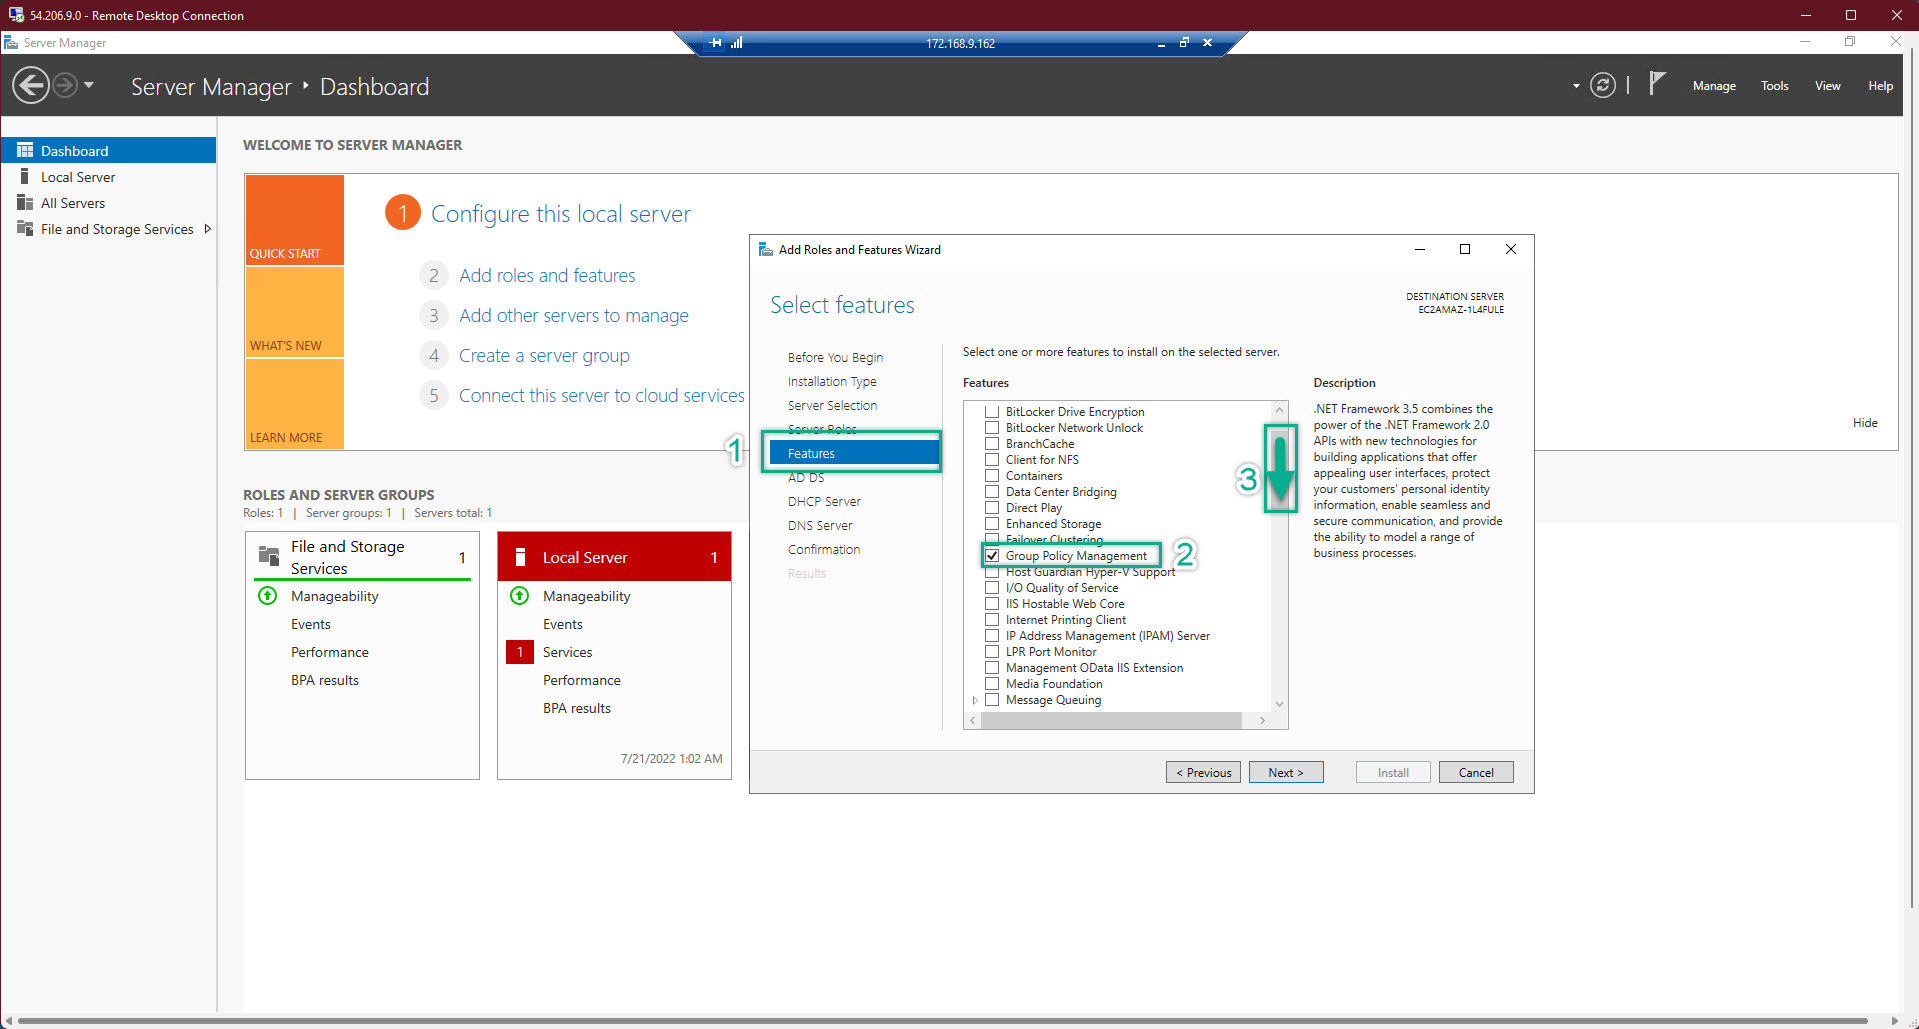 54.206.9.0 - Remote Desktop Connection
Server Manager
172.168.9.162
Server Manager
Dashboard
Manage
Tools
View
Help
Dashboard
Local Server
All Servers
File and Storage Services
WELCOME TO SERVER MANAGER
QUICK START
WHAT'S NEW
LEARN MORE
1 Configure this local server
2 Add roles and features
3 Add other servers to manage
4 Create a server group
5 Connect this server to cloud services
Hide
ROLES AND SERVER GROUPS
Roles: 1 | Server groups: 1 | Servers total: 1
File and Storage
Services
1
Manageability
Events
Performance
BPA results
Local Server 1
Manageability
Events
1 Services
Performance
BPA results
7/21/2022 1:02 AM
Add Roles and Features Wizard
Select features
DESTINATION SERVER
EC2AMAZ-1L4FULE
Before You Begin
Installation Type
Server Selection
Server Roles
1
Features
AD DS
DHCP Server
DNS Server
Confirmation
Results
Select one or more features to install on the selected server.
Features
BitLocker Drive Encryption
BitLocker Network Unlock
BranchCache
Client for NFS
Containers
Data Center Bridging
Direct Play
Enhanced Storage
Failover Clustering
Group Policy Management
2
Host Guardian Hyper-V Support
I/O Quality of Service
IIS Hostable Web Core
Internet Printing Client
IP Address Management (IPAM) Server
LPR Port Monitor
Management OData IIS Extension
Media Foundation
Message Queuing
3
Description
.NET Framework 3.5 combines the
power of the .NET Framework 2.0
APIs with new technologies for
building applications that offer
appealing user interfaces, protect
your customers' personal identity
information, enable seamless and
secure communication, and provide
the ability to model a range of
business processes.
< Previous
Next >
Install
Cancel